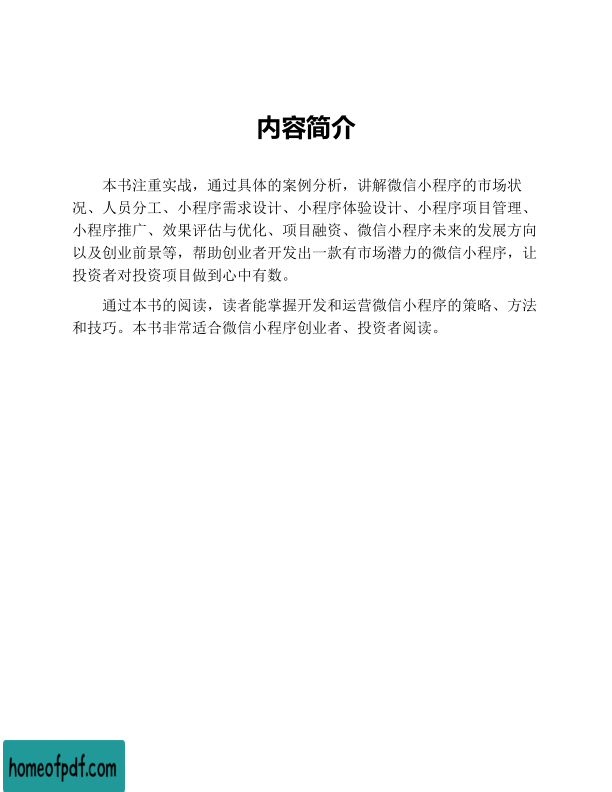 内容简介
本书注重实战，通过具体的案例分析，讲解微信小程序的市场状
况、人员分工、小程序需求设计、小程序体验设计、小程序项目管理、
小程序推广、效果评估与优化、项目融资、微信小程序未来的发展方向
以及创业前景等，帮助创业者开发出一款有市场潜力的微信小程序，让
投资者对投资项目做到心中有数。
通过本书的阅读，读者能掌握开发和运营微信小程序的策略、方法
和技巧。本书非常适合微信小程序创业者、投资者阅读。
homeofpdf.com